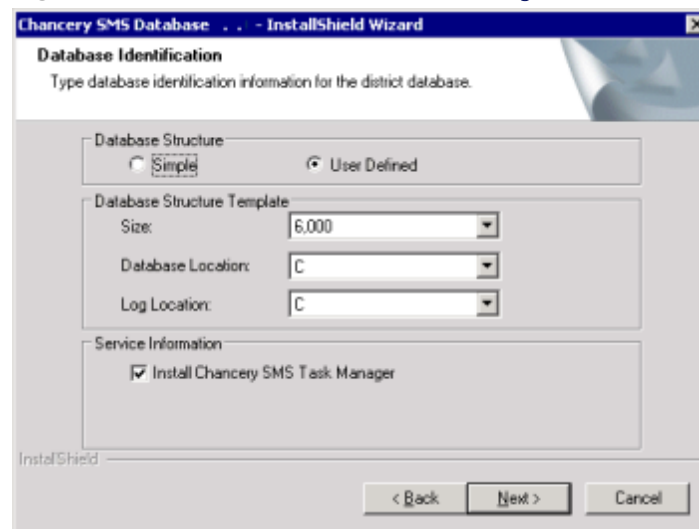 Chancery SMS Database . . - InstallShield Wizard
Database Identification
Type database identification information for the district database.
Database Structure
Simple
User Defined
Database Structure Template
Size: 6,000
Database Location: C
Log Location: C
Service Information
Install Chancery SMS Task Manager
InstallShield
< Back Next > Cancel